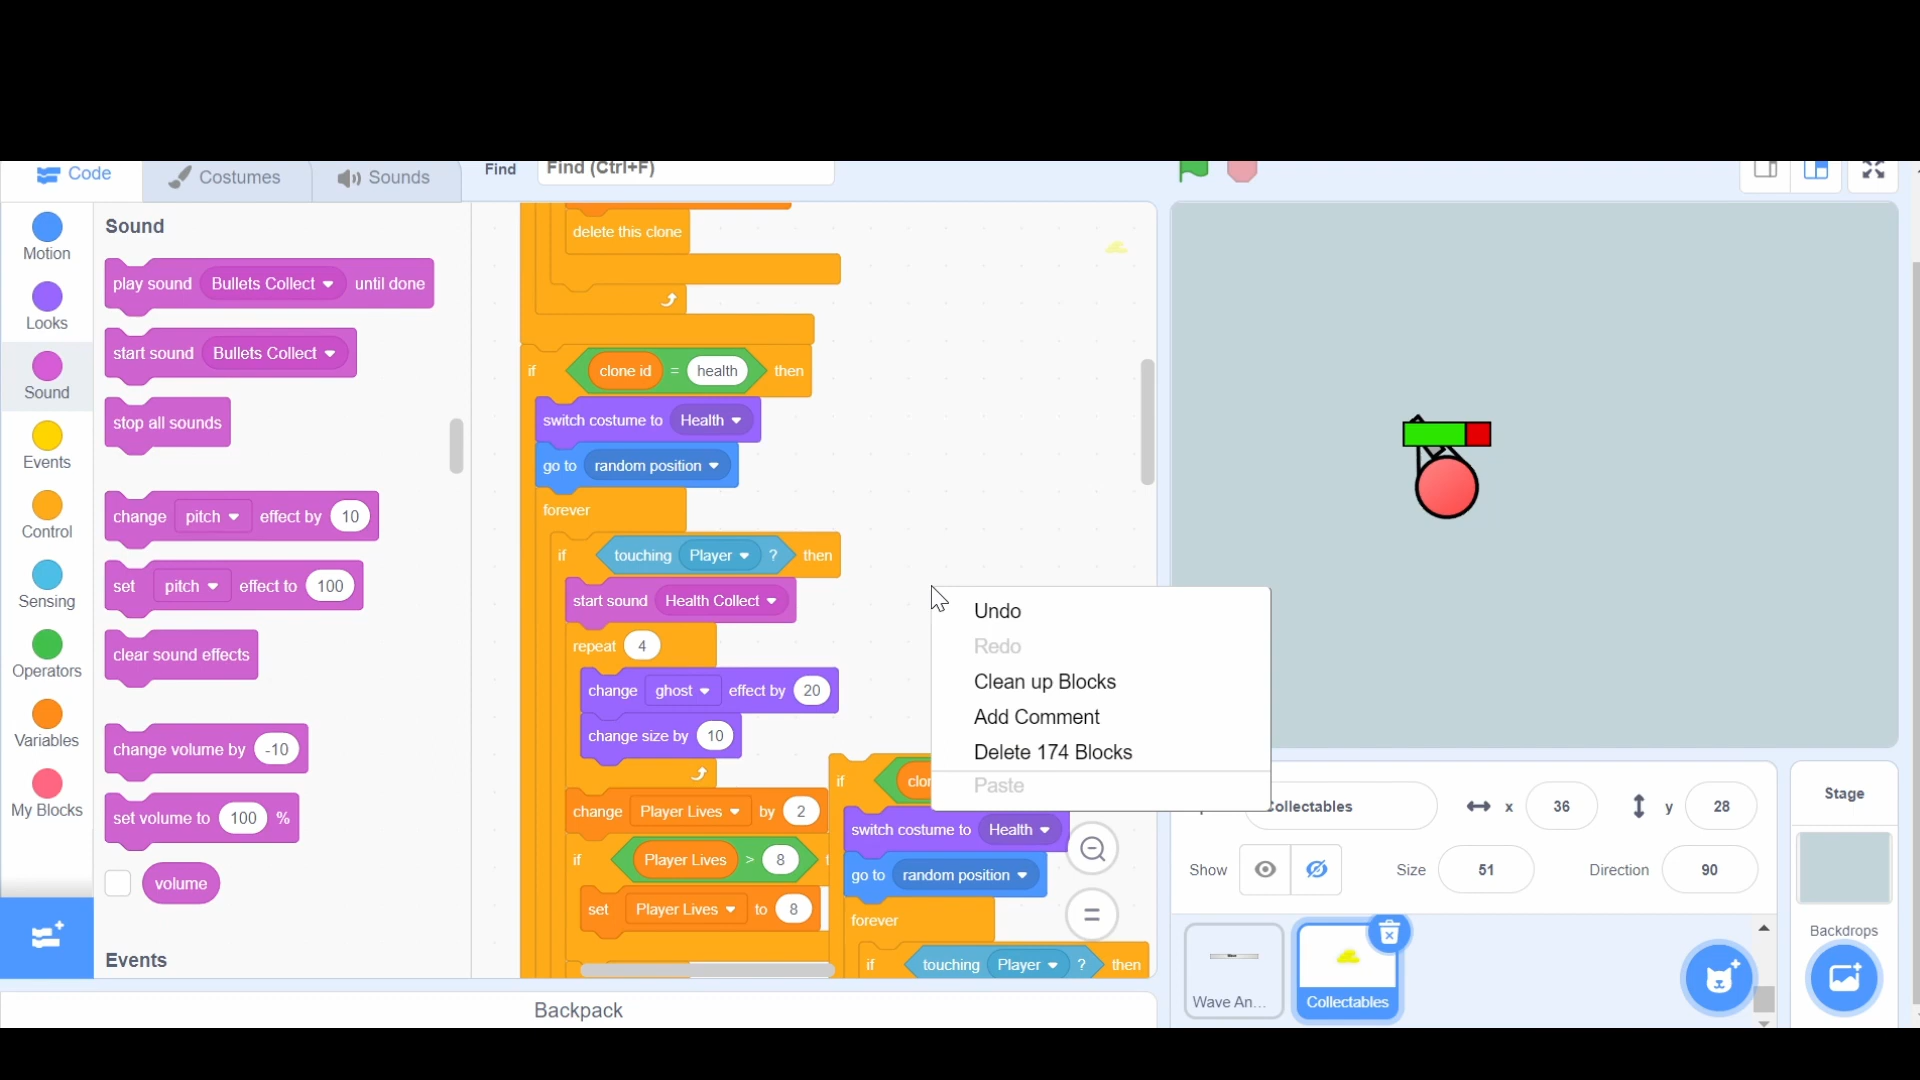 Code
Costumes
Sounds
Find
Find (Ctrl+F)
Motion
Looks
Sound
Events
Control
Sensing
Operators
Variables
My Blocks
Sound
play sound Bullets Collect until done
start sound Bullets Collect
stop all sounds
change pitch effect by 10
set pitch effect to 100
clear sound effects
change volume by -10
set volume to 100 %
volume
Events
delete this clone
if clone id = health then
switch costume to Health
go to random position
forever
if touching Player ? then
start sound Health Collect
repeat 4
change ghost effect by 20
change size by 10
change Player Lives by 2
if Player Lives > 8
set Player Lives to 8
if
switch costume to Health
go to random position
forever
if touching Player ? then
Undo
Redo
Clean up Blocks
Add Comment
Delete 174 Blocks
Paste
Backpack
Collectables
x 36
y 28
Show
Size 51
Direction 90
Wave An...
Collectables
Stage
Backdrops